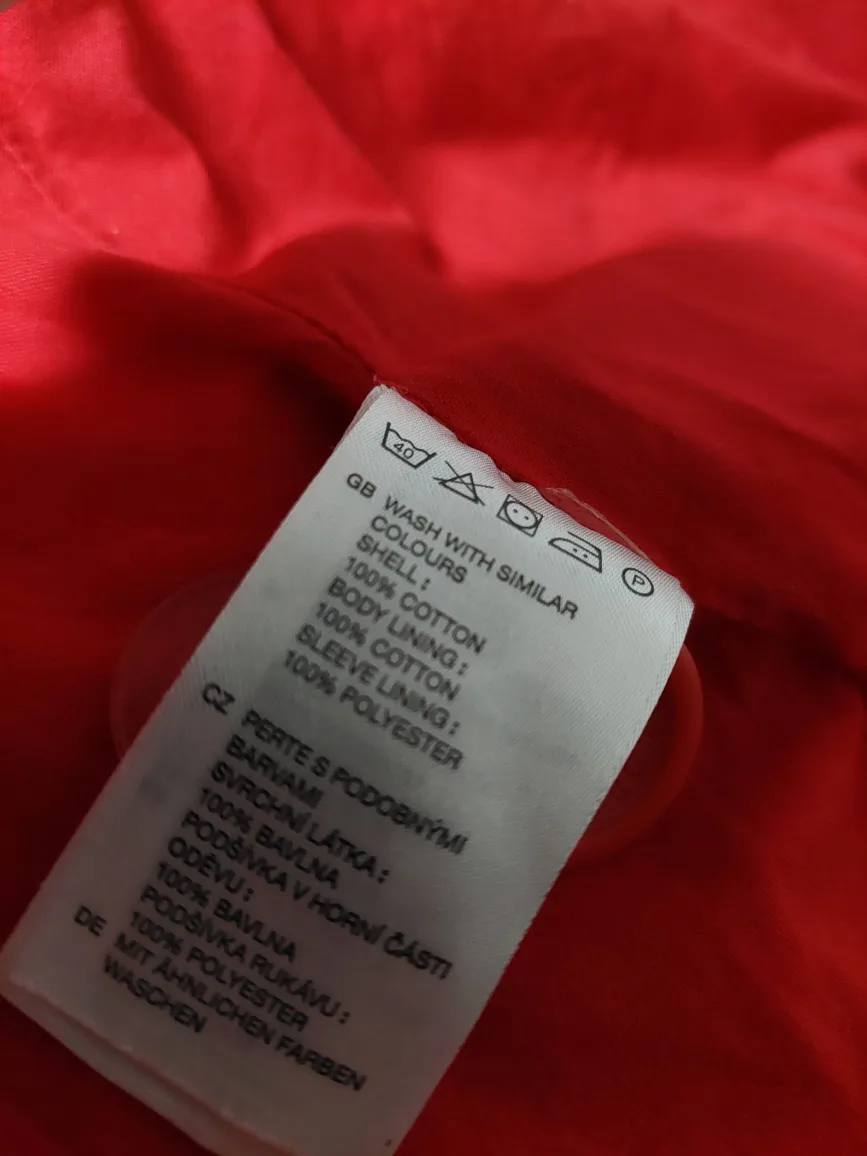 40
P
GB WASH WITH SIMILAR
COLOURS
SHELL:
100% COTTON
BODY LINING:
100% COTTON
SLEEVE LINING:
100% POLYESTER
CZ PERTE S PODOBNÝMI
BARVAMI
SVRCHNÍ LÁTKA:
100% BAVLNA
PODŠÍVKA V HORNÍ ČÁSTI
ODĚVU:
100% BAVLNA
PODŠÍVKA RUKÁVU:
100% POLYESTER
DE MIT ÄHNLICHEN FARBEN
WASCHEN